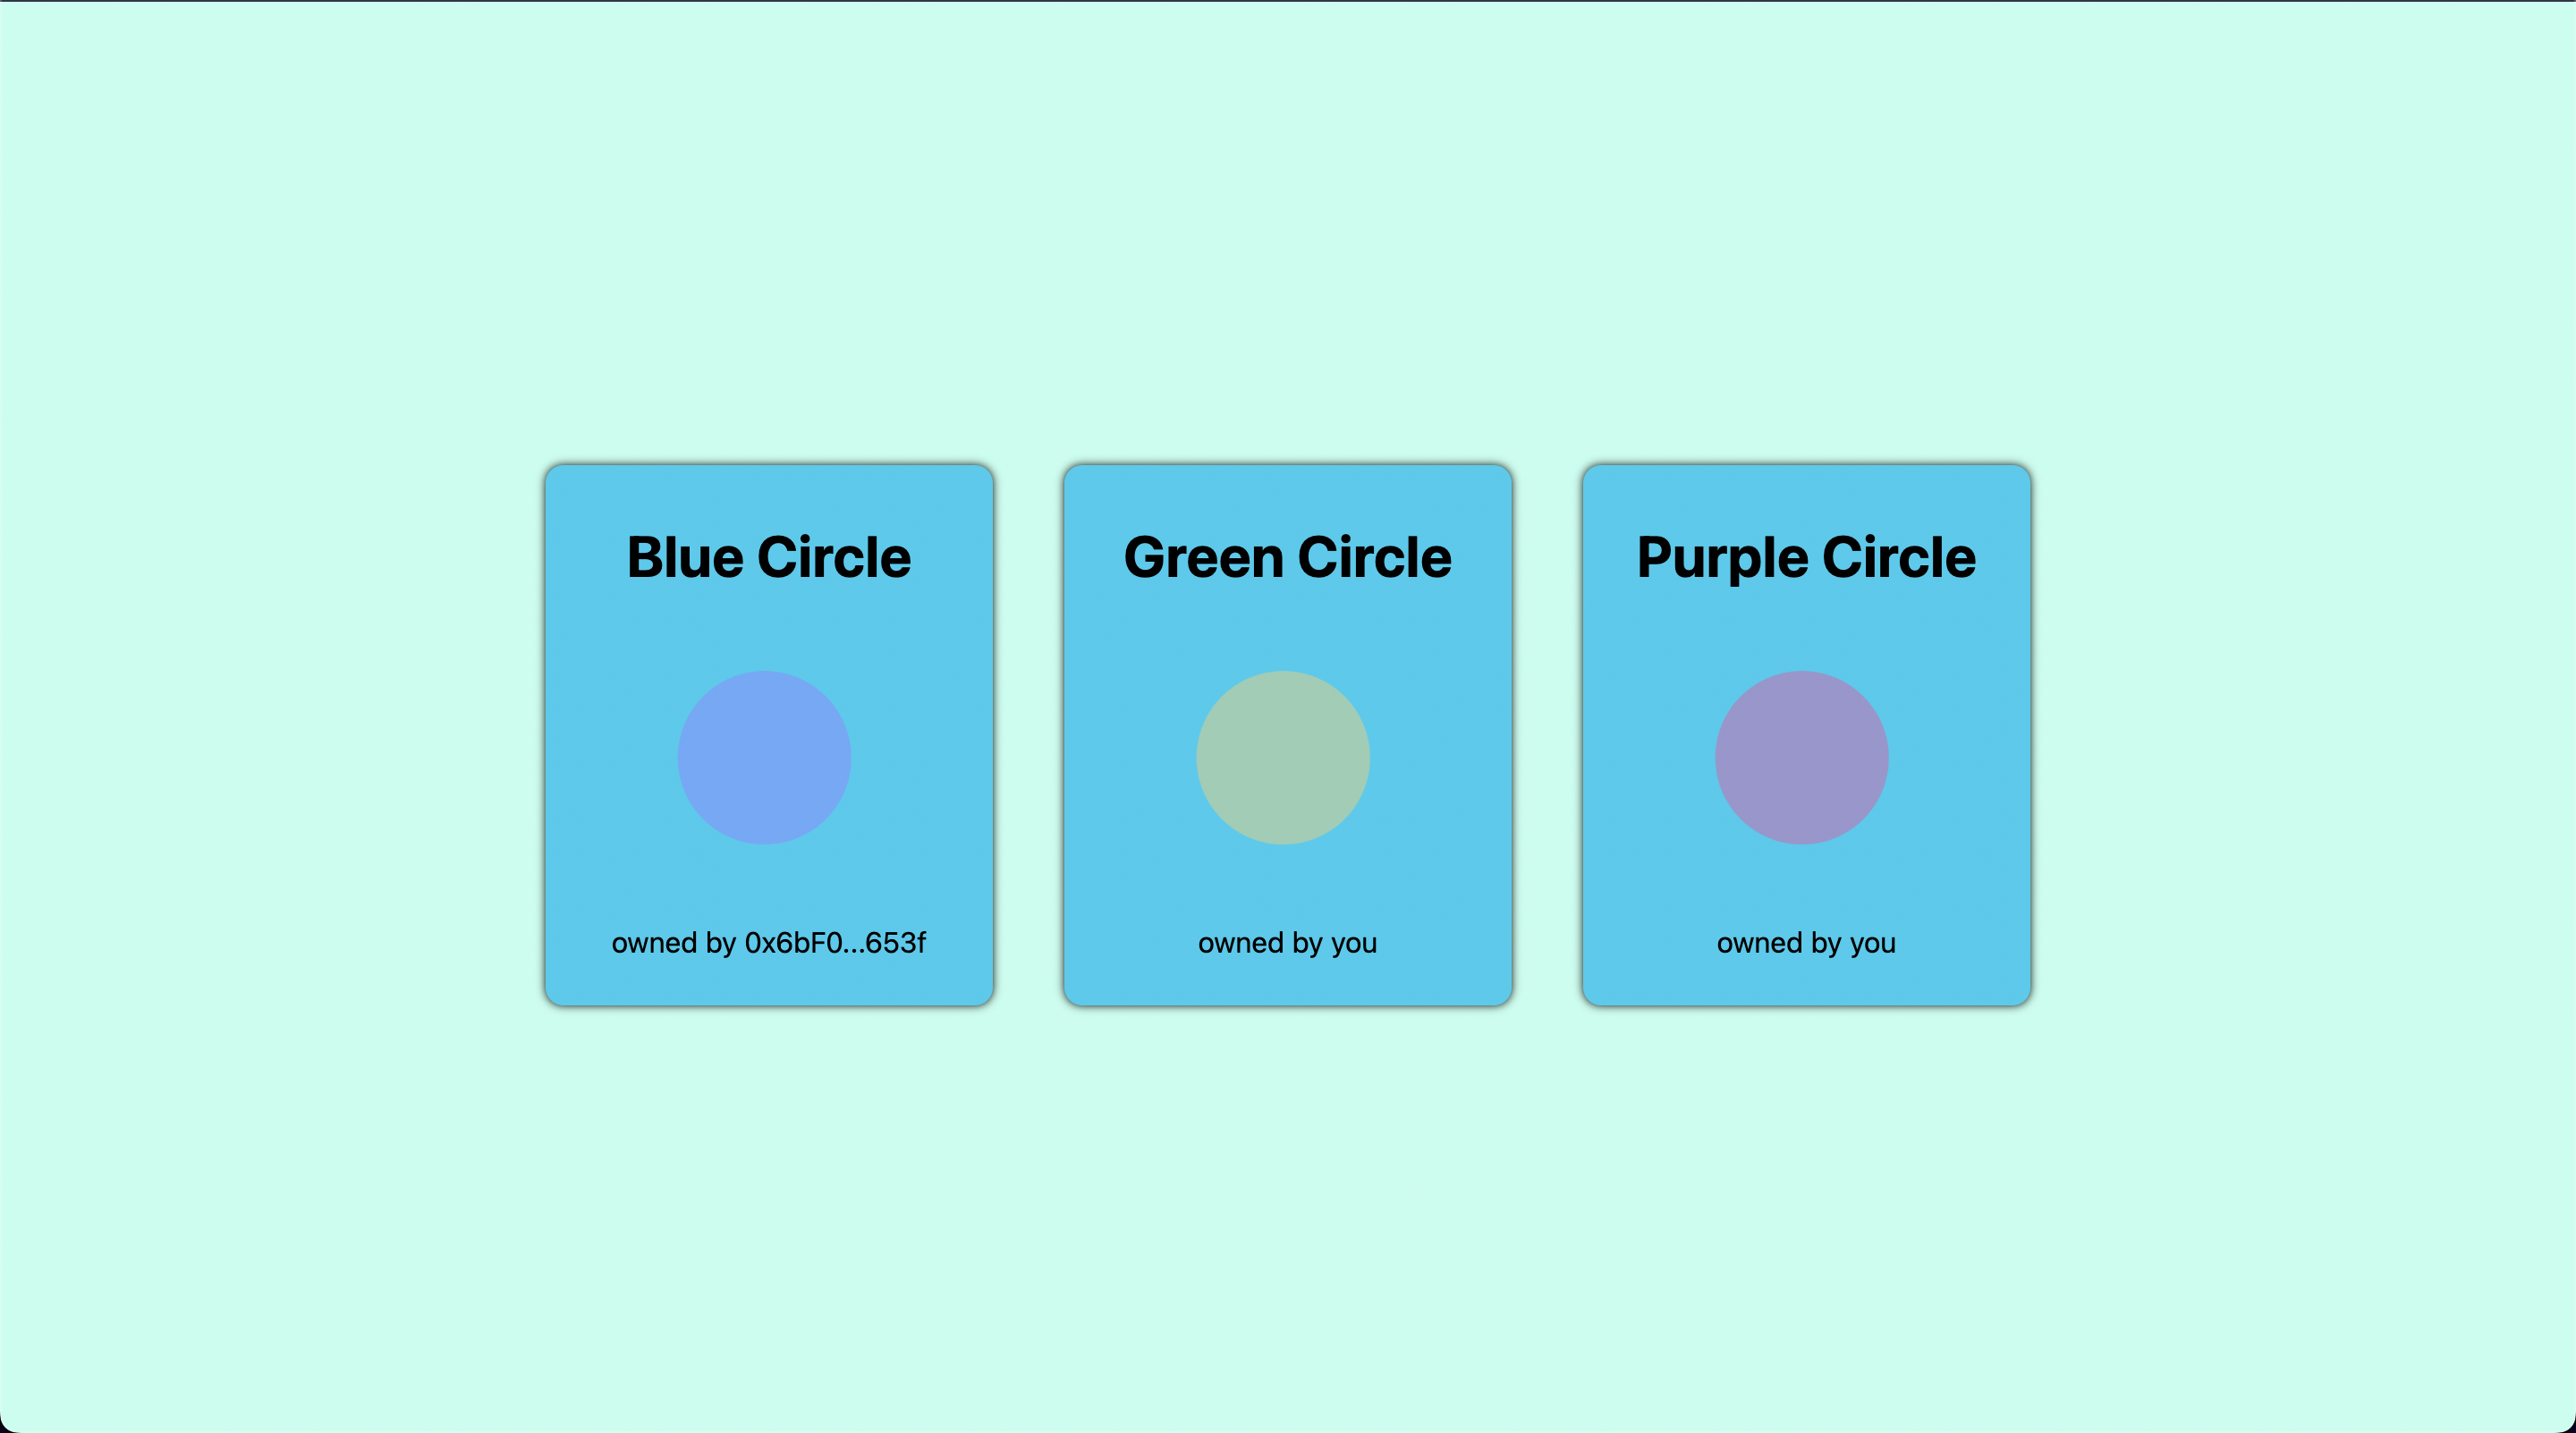 Blue Circle
owned by 0x6bF0...653f
Green Circle
owned by you
Purple Circle
owned by you